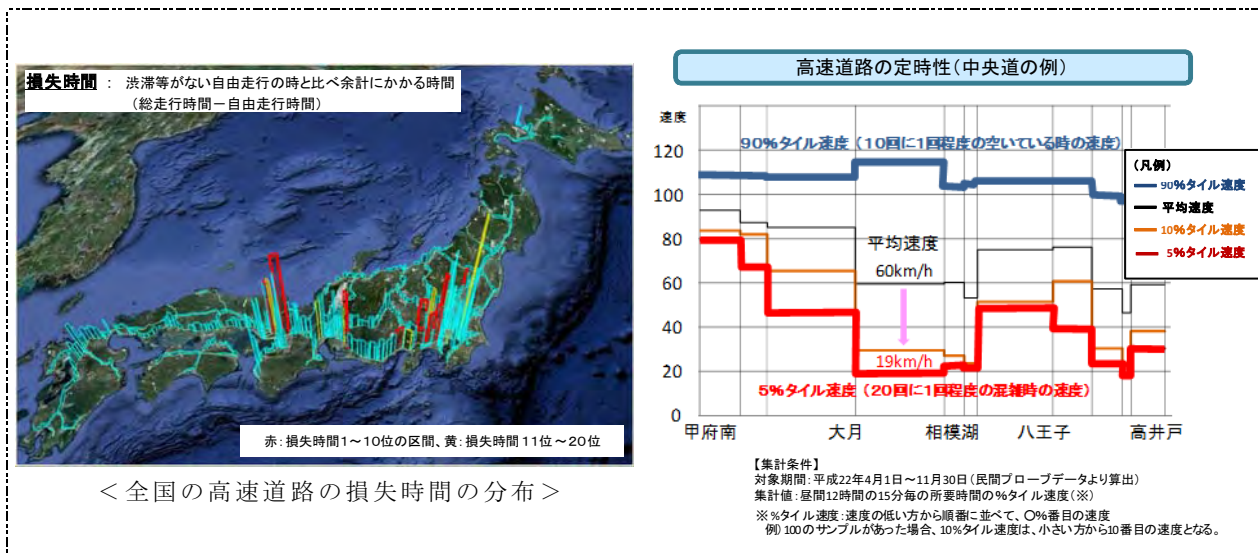 損失時間 : 渋滞等がない自由走行の時と比べ余計にかかる時間
(総走行時間－自由走行時間)
赤:損失時間1～10位の区間、黄:損失時間11位～20位
＜全国の高速道路の損失時間の分布＞
高速道路の定時性(中央道の例)
速度
90%タイル速度(10回に1回程度の空いている時の速度)
120
100
80
60
40
20
0
平均速度
60km/h
19km/h
5%タイル速度(20回に1回程度の混雑時の速度)
甲府南 大月 相模湖 八王子 高井戸
(凡例)
90%タイル速度
平均速度
10%タイル速度
5%タイル速度
【集計条件】
対象期間:平成22年4月1日～11月30日(民間プローブデータより算出)
集計値:昼間12時間の15分毎の所要時間の%タイル速度(※)
※%タイル速度:速度の低い方から順番に並べて、○%番目の速度
例)100のサンプルがあった場合、10%タイル速度は、小さい方から10番目の速度となる。